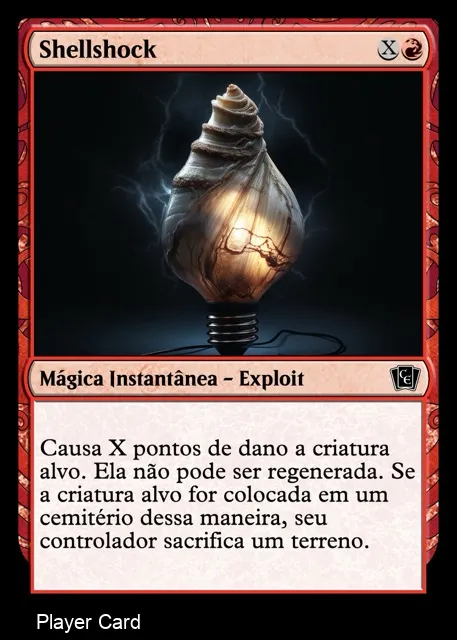 Shellshock X
Mágica Instantânea – Exploit CE
Causa X pontos de dano a criatura
alvo. Ela não pode ser regenerada. Se
a criatura alvo for colocada em um
cemitério dessa maneira, seu
controlador sacrifica um terreno.
Player Card